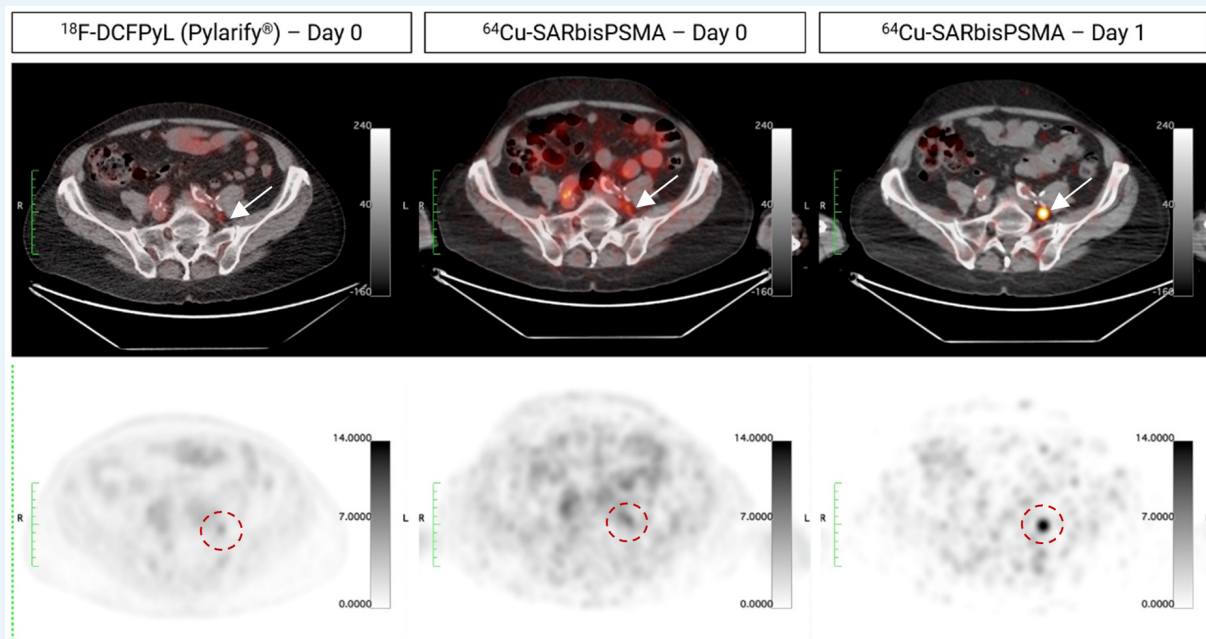 ¹⁸F-DCFPyL (Pylarify®) – Day 0
⁶⁴Cu-SARbisPSMA – Day 0
⁶⁴Cu-SARbisPSMA – Day 1
240
240
240
R
L
R
L
R
40
40
40
-160
-160
-160
14.0000
14.0000
14.0000
R
L
R
L
R
7.0000
7.0000
7.0000
0.0000
0.0000
0.0000